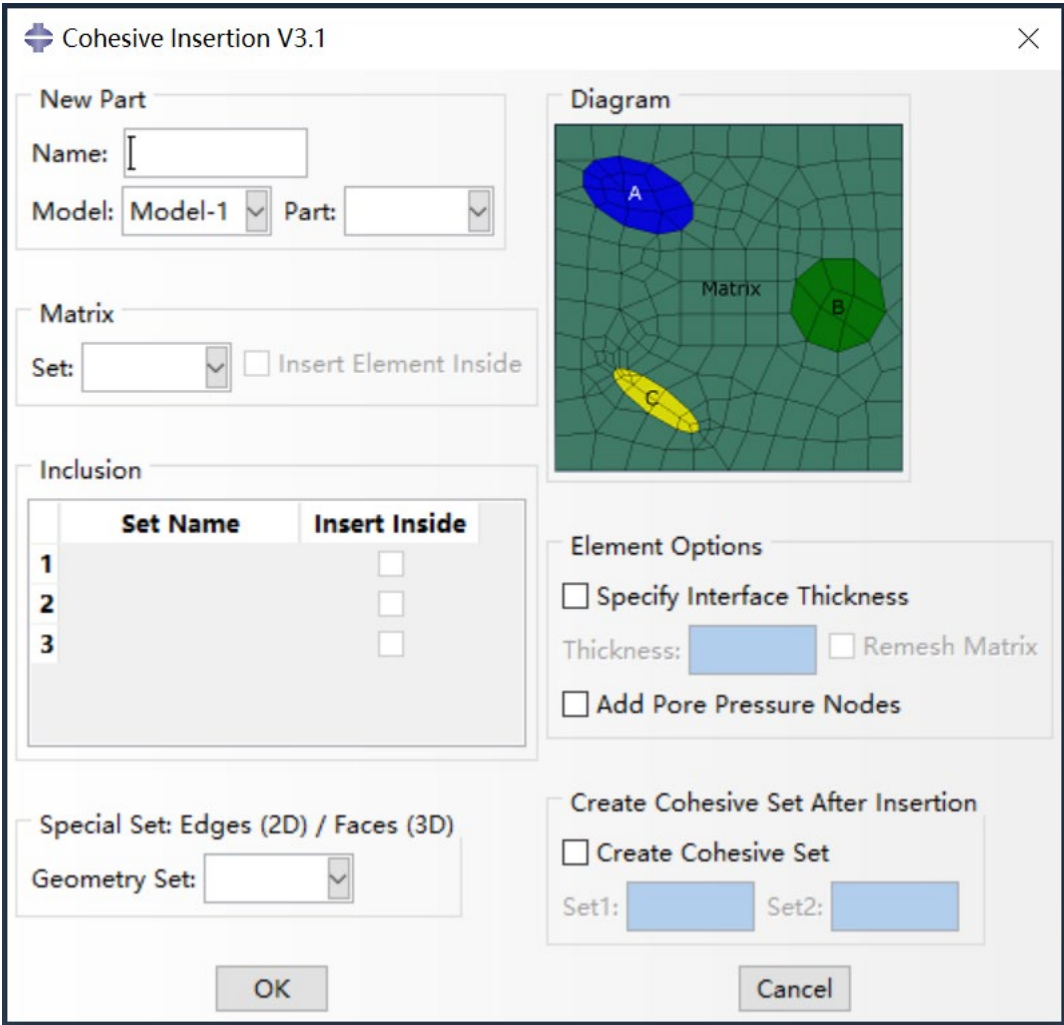 Cohesive Insertion V3.1
New Part
Name:
Model: Model-1 Part:
Matrix
Set: Insert Element Inside
Inclusion
Set Name Insert Inside
1
2
3
Special Set: Edges (2D) / Faces (3D)
Geometry Set:
Diagram
A
Matrix
B
C
Element Options
Specify Interface Thickness
Thickness: Remesh Matrix
Add Pore Pressure Nodes
Create Cohesive Set After Insertion
Create Cohesive Set
Set1: Set2:
OK Cancel